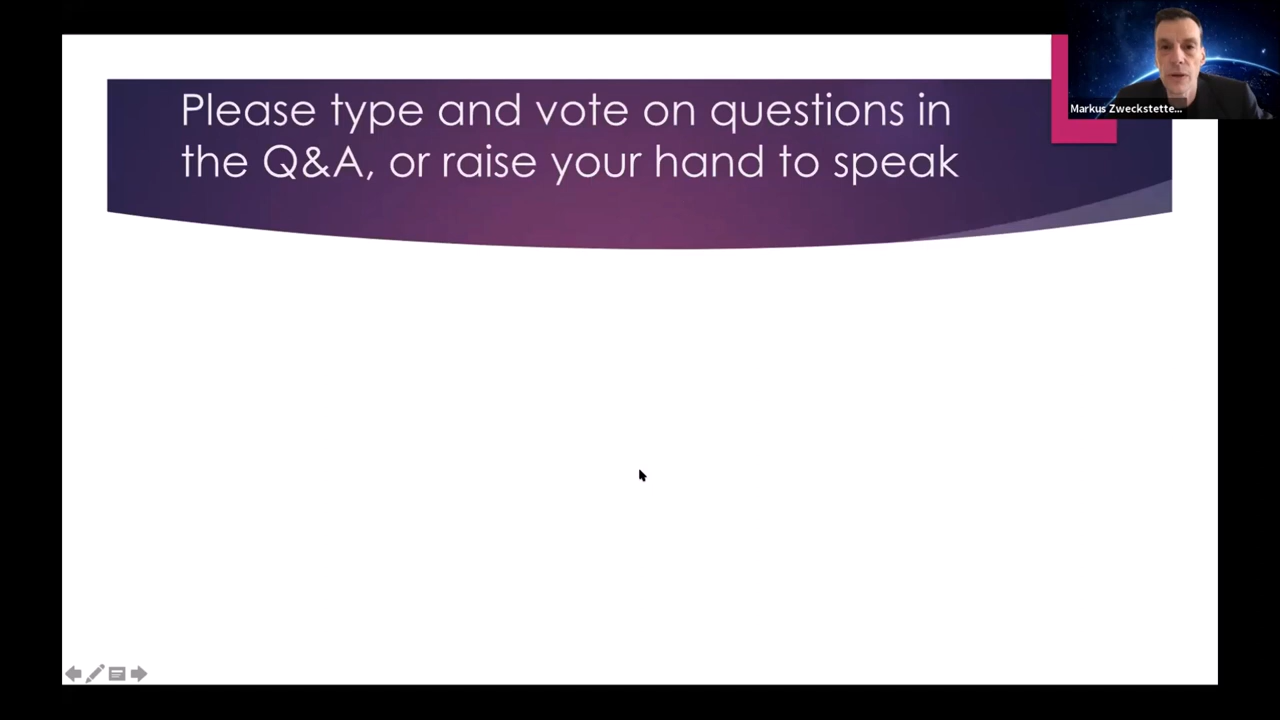 Please type and vote on questions in
the Q&A, or raise your hand to speak
Markus Zweckstette...